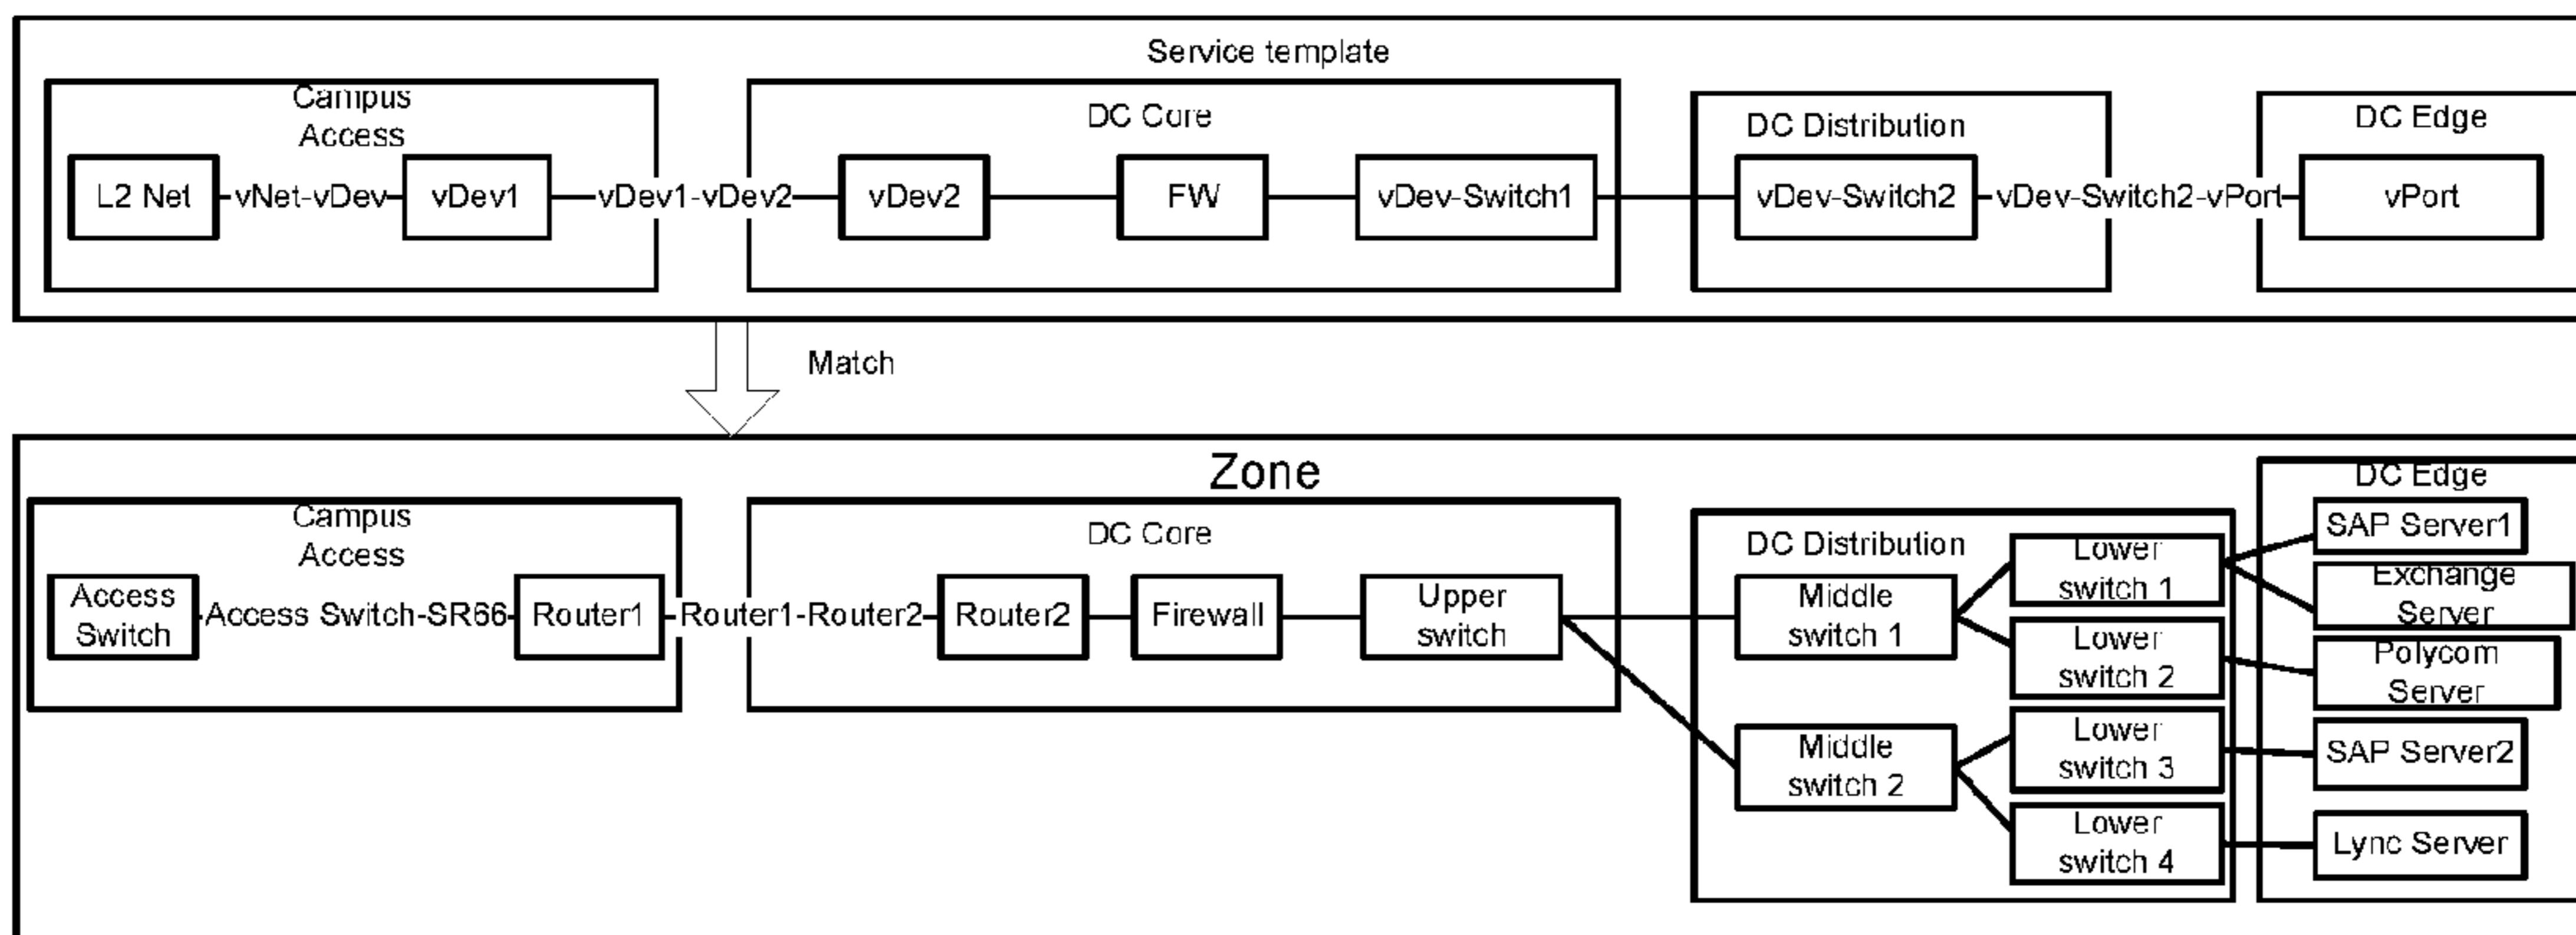 Service template
Campus
Access
L2 Net
vNet-vDev
vDev1
vDev1-vDev2
DC Core
vDev2
FW
vDev-Switch1
DC Distribution
vDev-Switch2
vDev-Switch2-vPort
DC Edge
vPort
Match
Zone
Campus
Access
Access
Switch
Access Switch-SR66
Router1
Router1-Router2
DC Core
Router2
Firewall
Upper
switch
DC Distribution
Middle
switch 1
Middle
switch 2
Lower
switch 1
Lower
switch 2
Lower
switch 3
Lower
switch 4
DC Edge
SAP Server1
Exchange
Server
Polycom
Server
SAP Server2
Lync Server